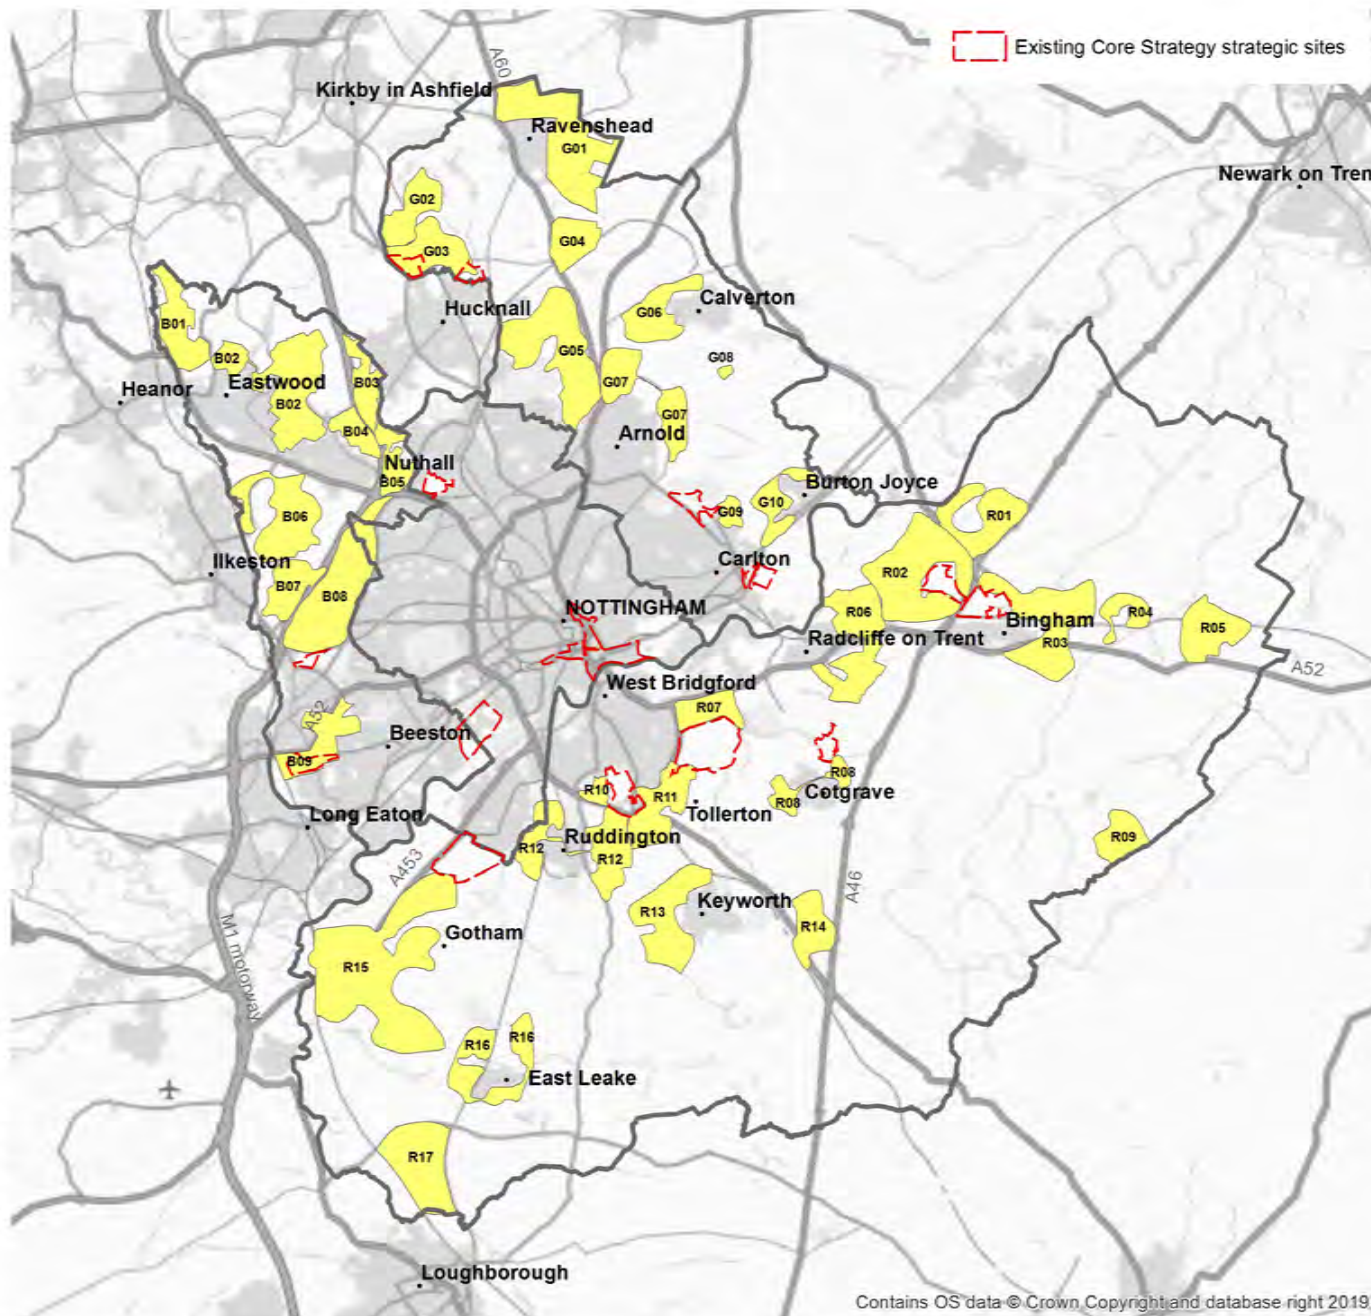 Existing Core Strategy strategic sites
A60
Kirkby in Ashfield
Ravenshead
G01
Newark on Tren
G02
G03
G04
Hucknall
Calverton
G06
B01
G05
G08
B02
Eastwood
B03
G07
Heanor
B02
G07
B04
Arnold
Nuthall
B05
Burton Joyce
G10
G09
B06
R01
Ilkeston
Carlton
R02
B07
B08
NOTTINGHAM
R06
Bingham
R04
R05
Radcliffe on Trent
R03
A52
West Bridgford
R07
A52
Beeston
B09
R08
R10
R11
Cotgrave
R08
Tollerton
Long Eaton
Ruddington
R12
R12
R09
A453
A46
Keyworth
R13
R14
Gotham
R15
M1 motorway
R16
R16
East Leake
R17
Loughborough
Contains OS data © Crown Copyright and database right 2019